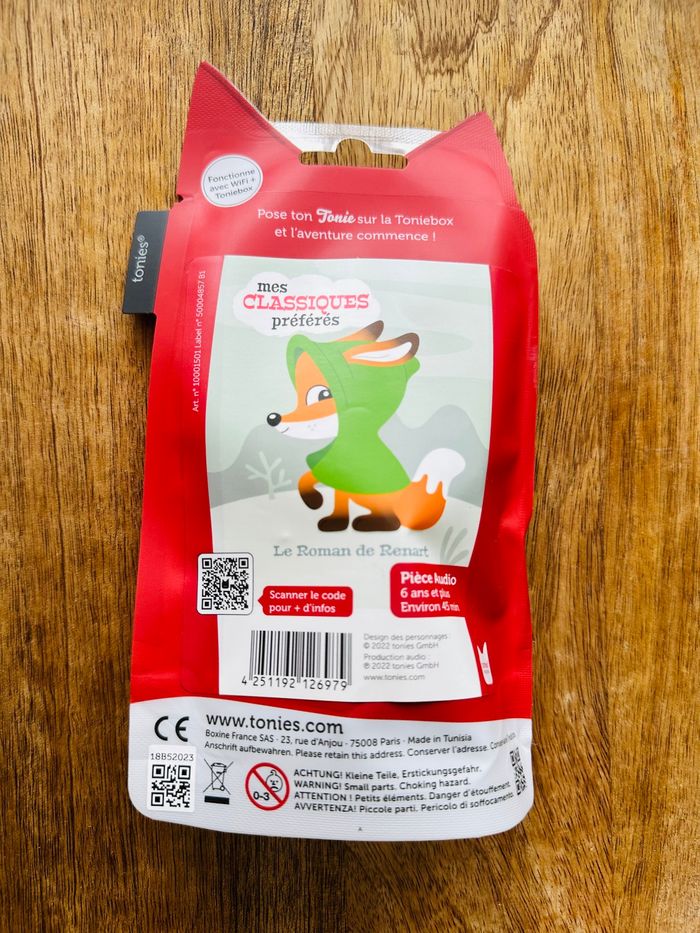 Fonctionne
avec WiFi +
Toniebox
tonies®
Pose ton Tonie sur la Toniebox
et l'aventure commence !
Art. n° 10001501 Label n° 50004857 B1
mes
CLASSIQUES
préférés
Le Roman de Renart
Scanner le code
pour + d'infos
Pièce Audio
6 ans et plus
Environ 45 min
4 251192 126979
Design des personnages :
© 2022 tonies GmbH
Production audio :
℗ 2022 tonies GmbH
www.tonies.com
CE
www.tonies.com
Boxine France SAS · 23, rue d'Anjou · 75008 Paris · Made in Tunisia
Anschrift aufbewahren. Please retain this address. Conserver l'adresse.
18B52023
0-3
ACHTUNG! Kleine Teile. Erstickungsgefahr.
WARNING! Small parts. Choking hazard.
ATTENTION ! Petits éléments. Danger d'étouffement.
AVVERTENZA! Piccole parti. Pericolo di soffocamento.